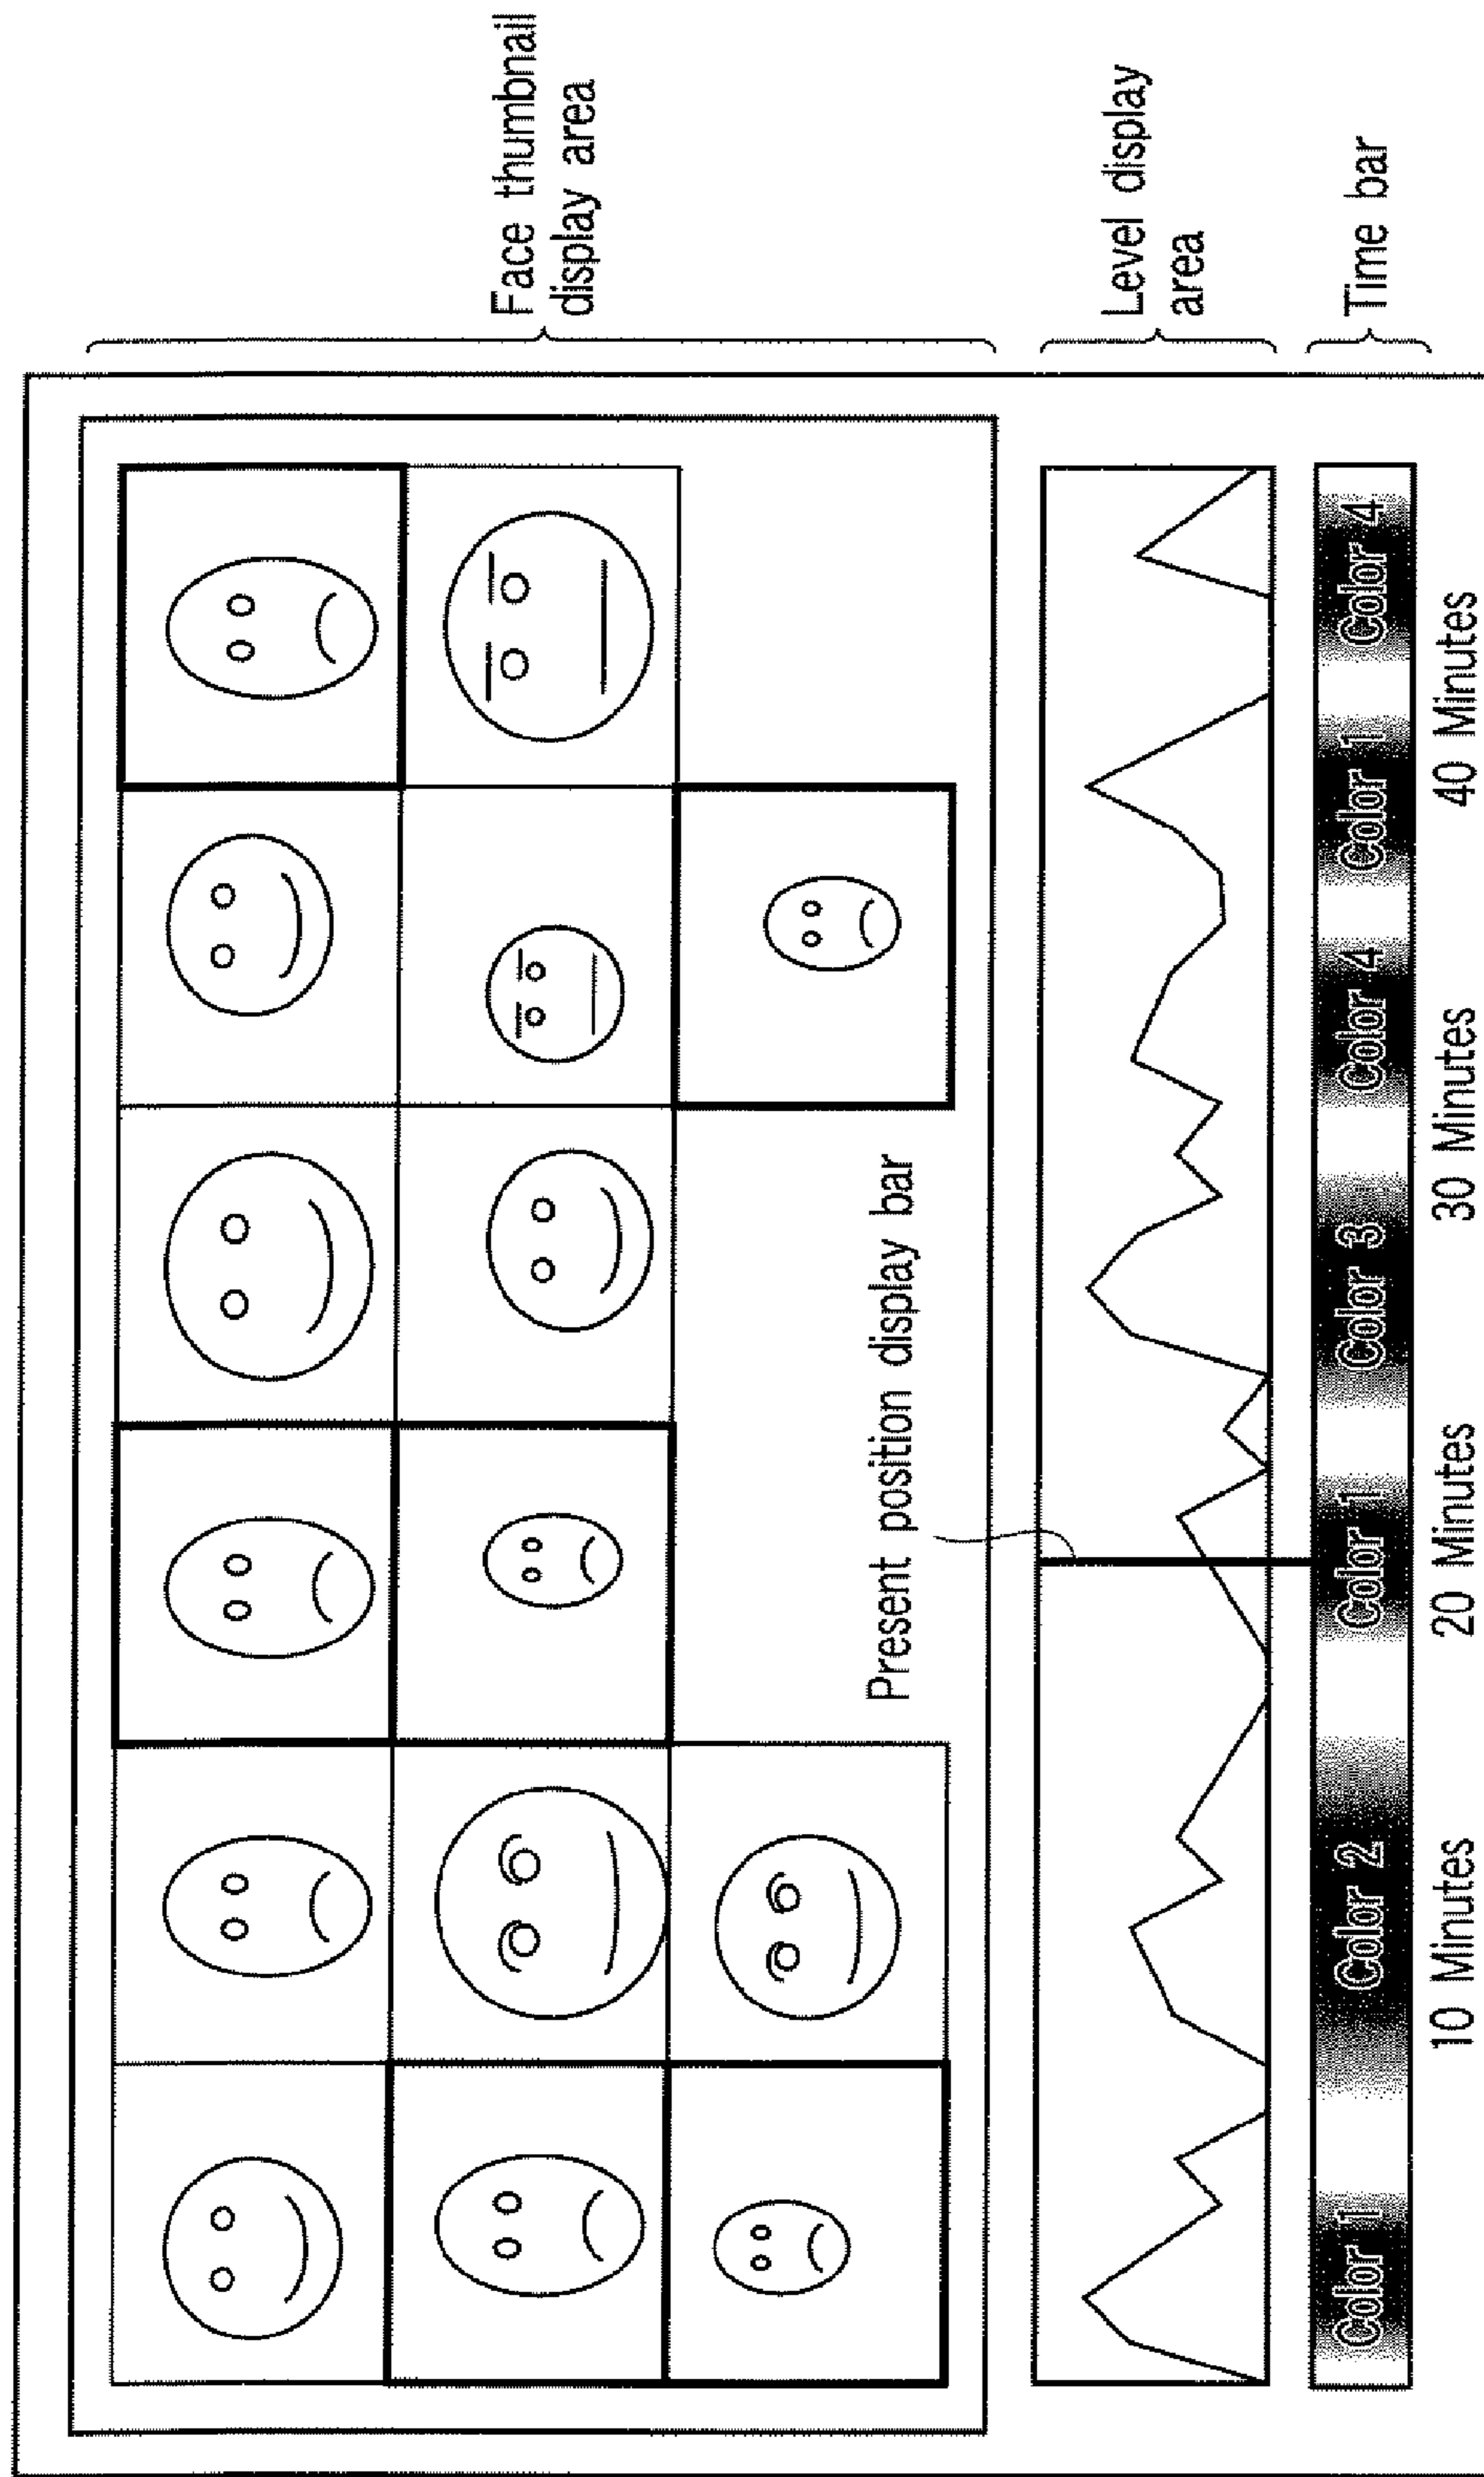 Face thumbnail
display area
Present position display bar
Level display
area
Color 1
Color 2
Color 1
Color 3
Color 4
Color 1
Color 4
Time bar
10 Minutes
20 Minutes
30 Minutes
40 Minutes